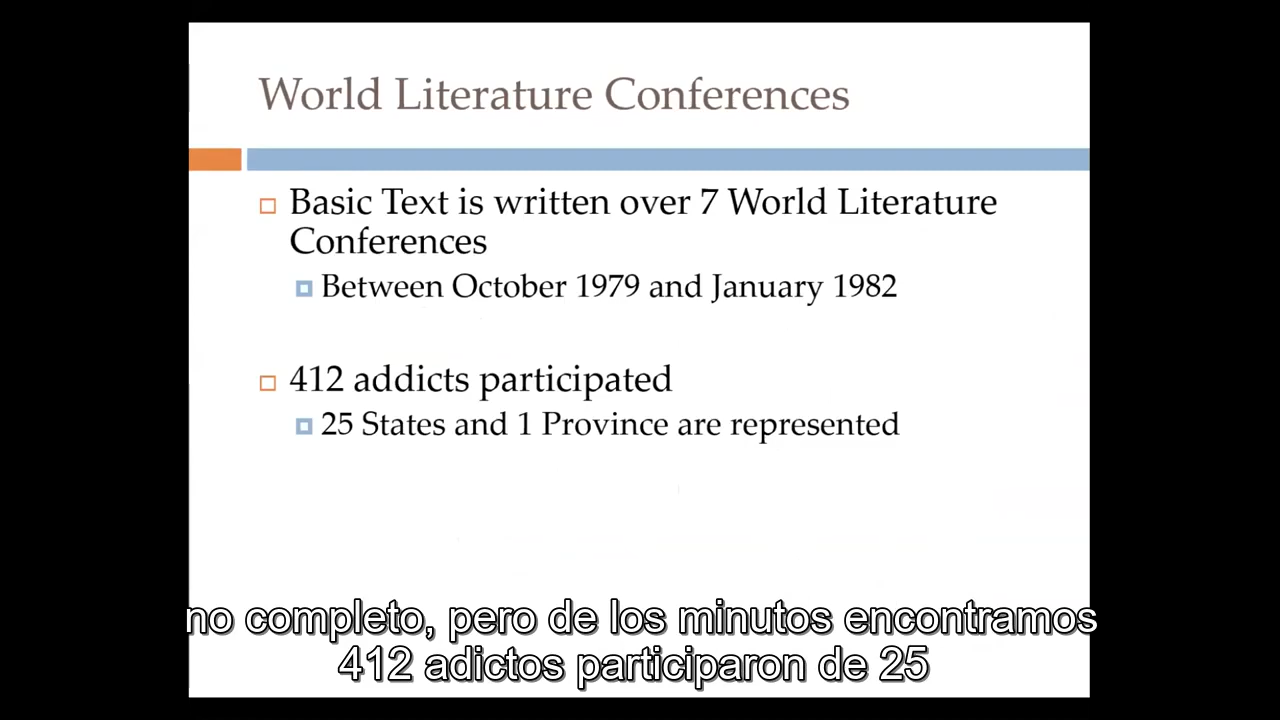 World Literature Conferences
Basic Text is written over 7 World Literature
Conferences
Between October 1979 and January 1982
412 addicts participated
25 States and 1 Province are represented
no completo, pero de los minutos encontramos
412 adictos participaron de 25